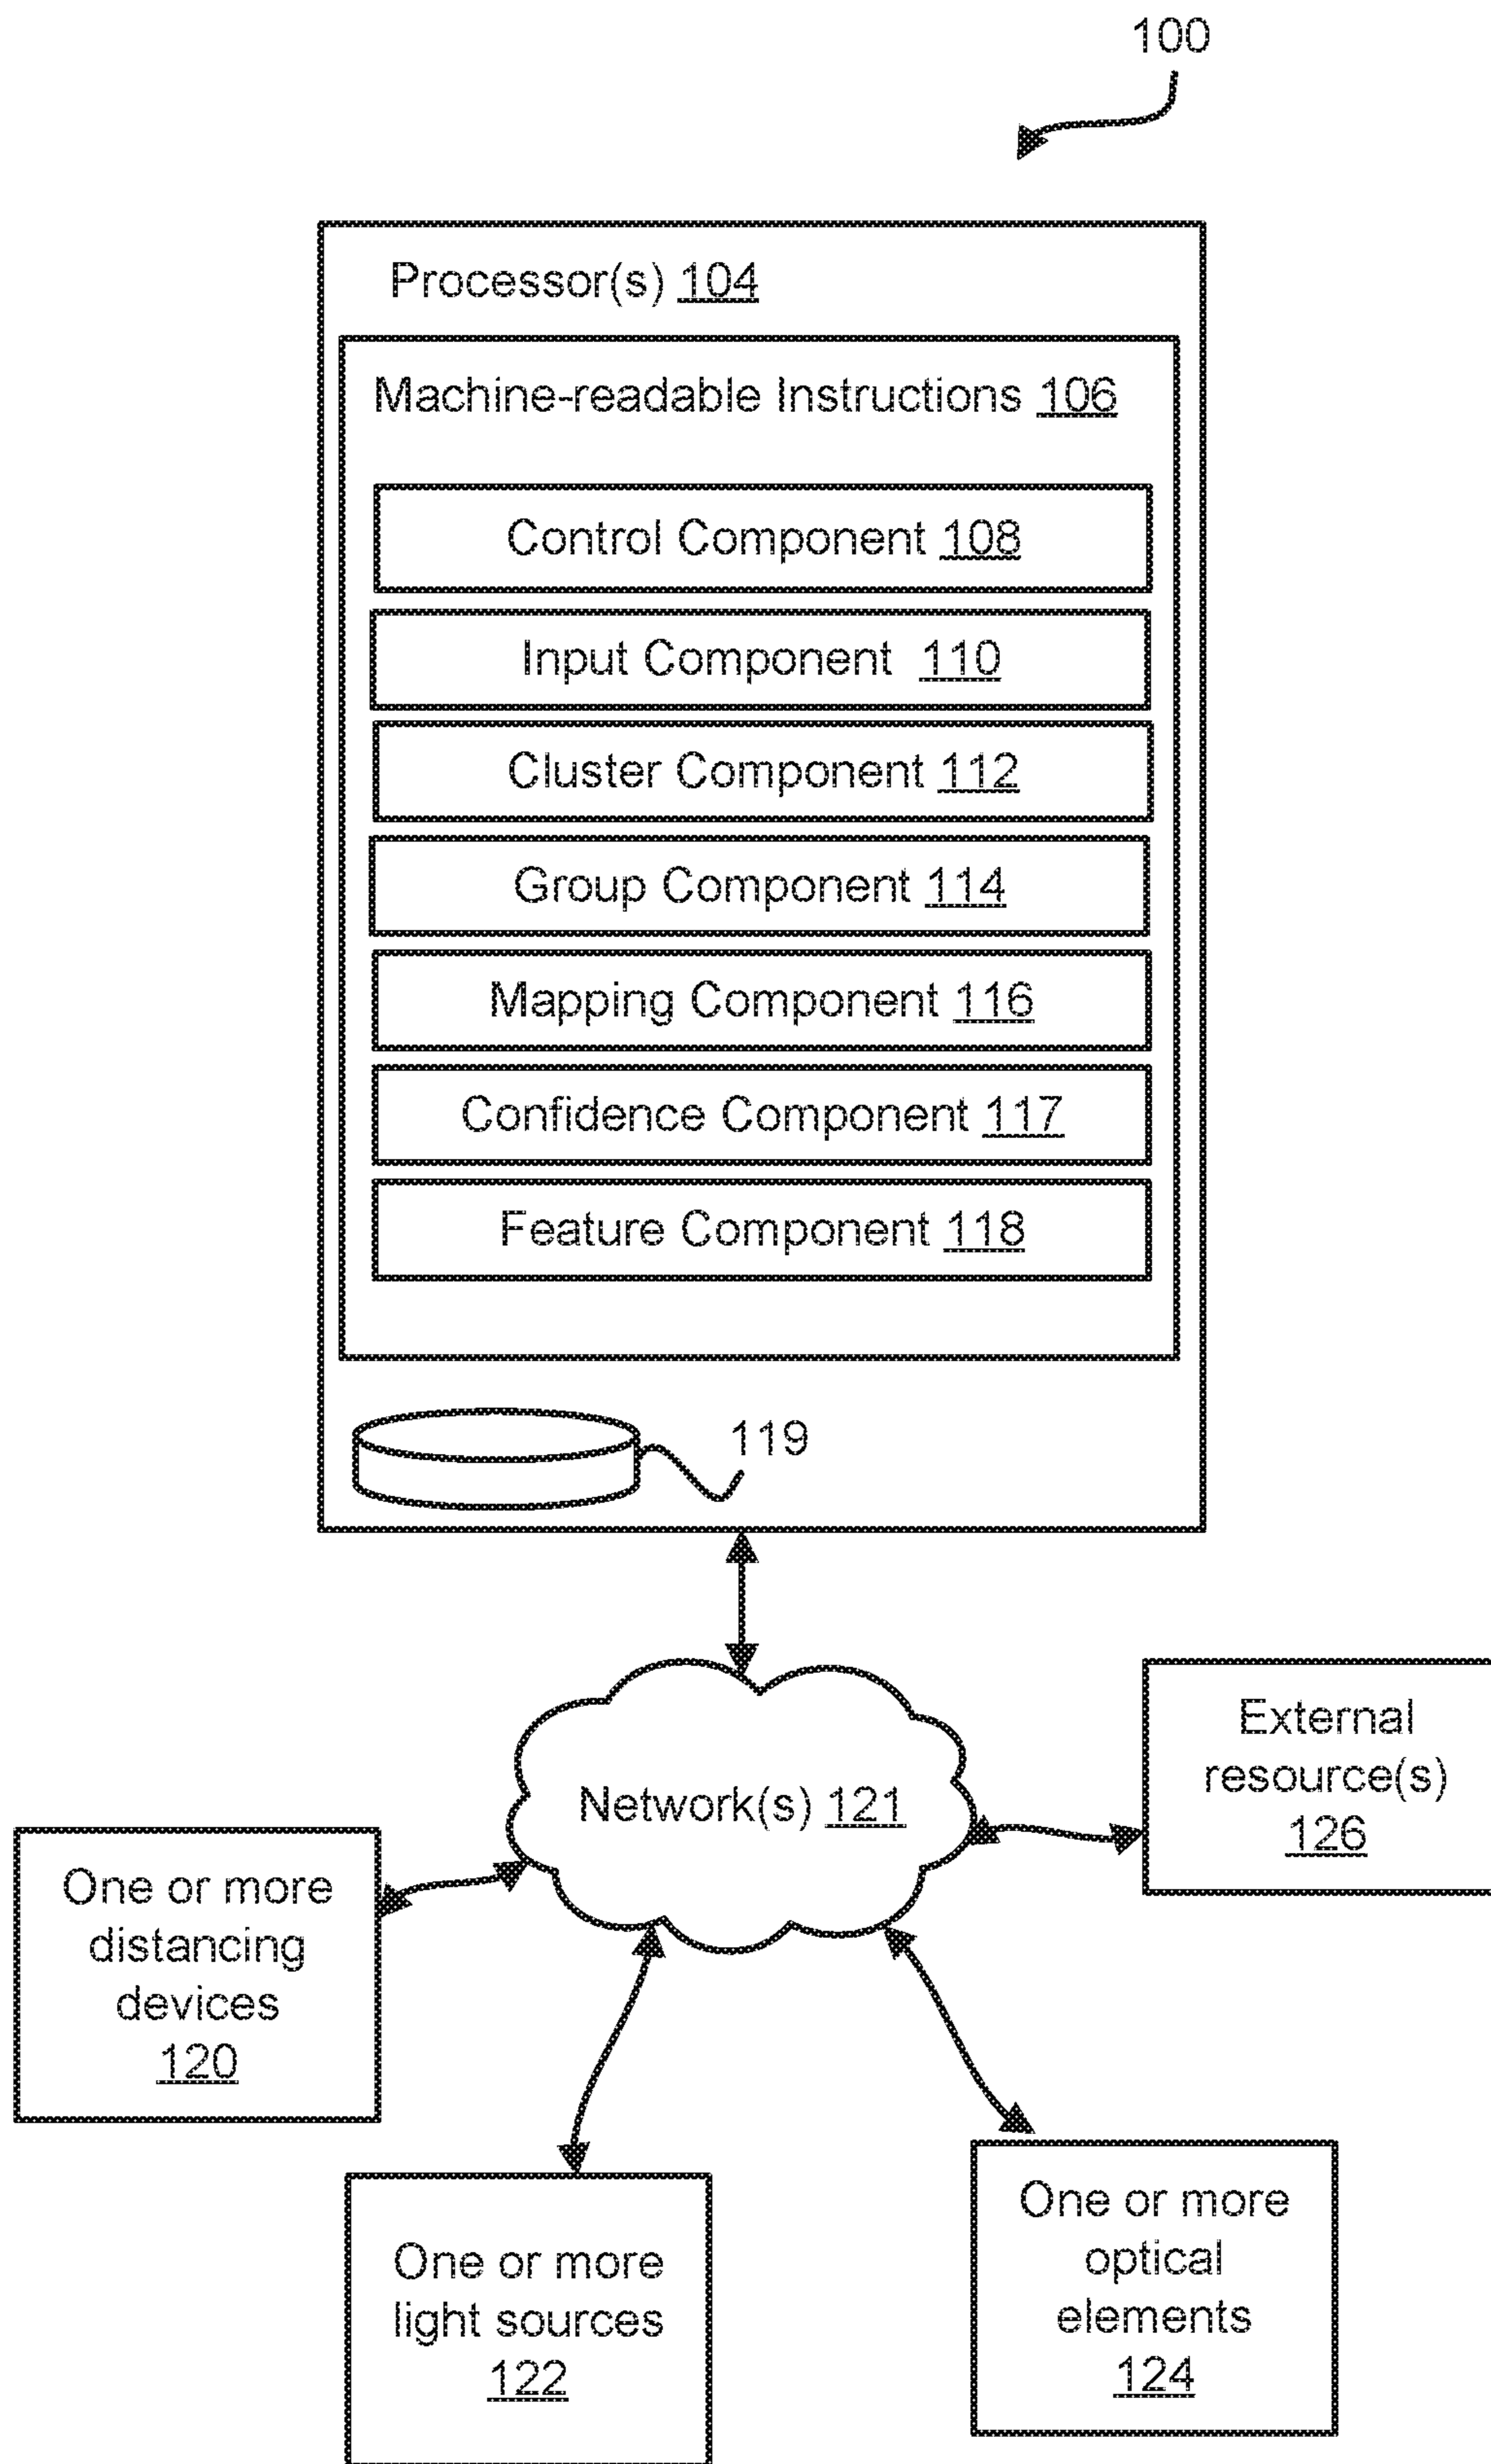 100
Processor(s) 104
Machine-readable Instructions 106
Control Component 108
Input Component 110
Cluster Component 112
Group Component 114
Mapping Component 116
Confidence Component 117
Feature Component 118
119
Network(s) 121
External
resource(s)
126
One or more
distancing
devices
120
One or more
light sources
122
One or more
optical
elements
124